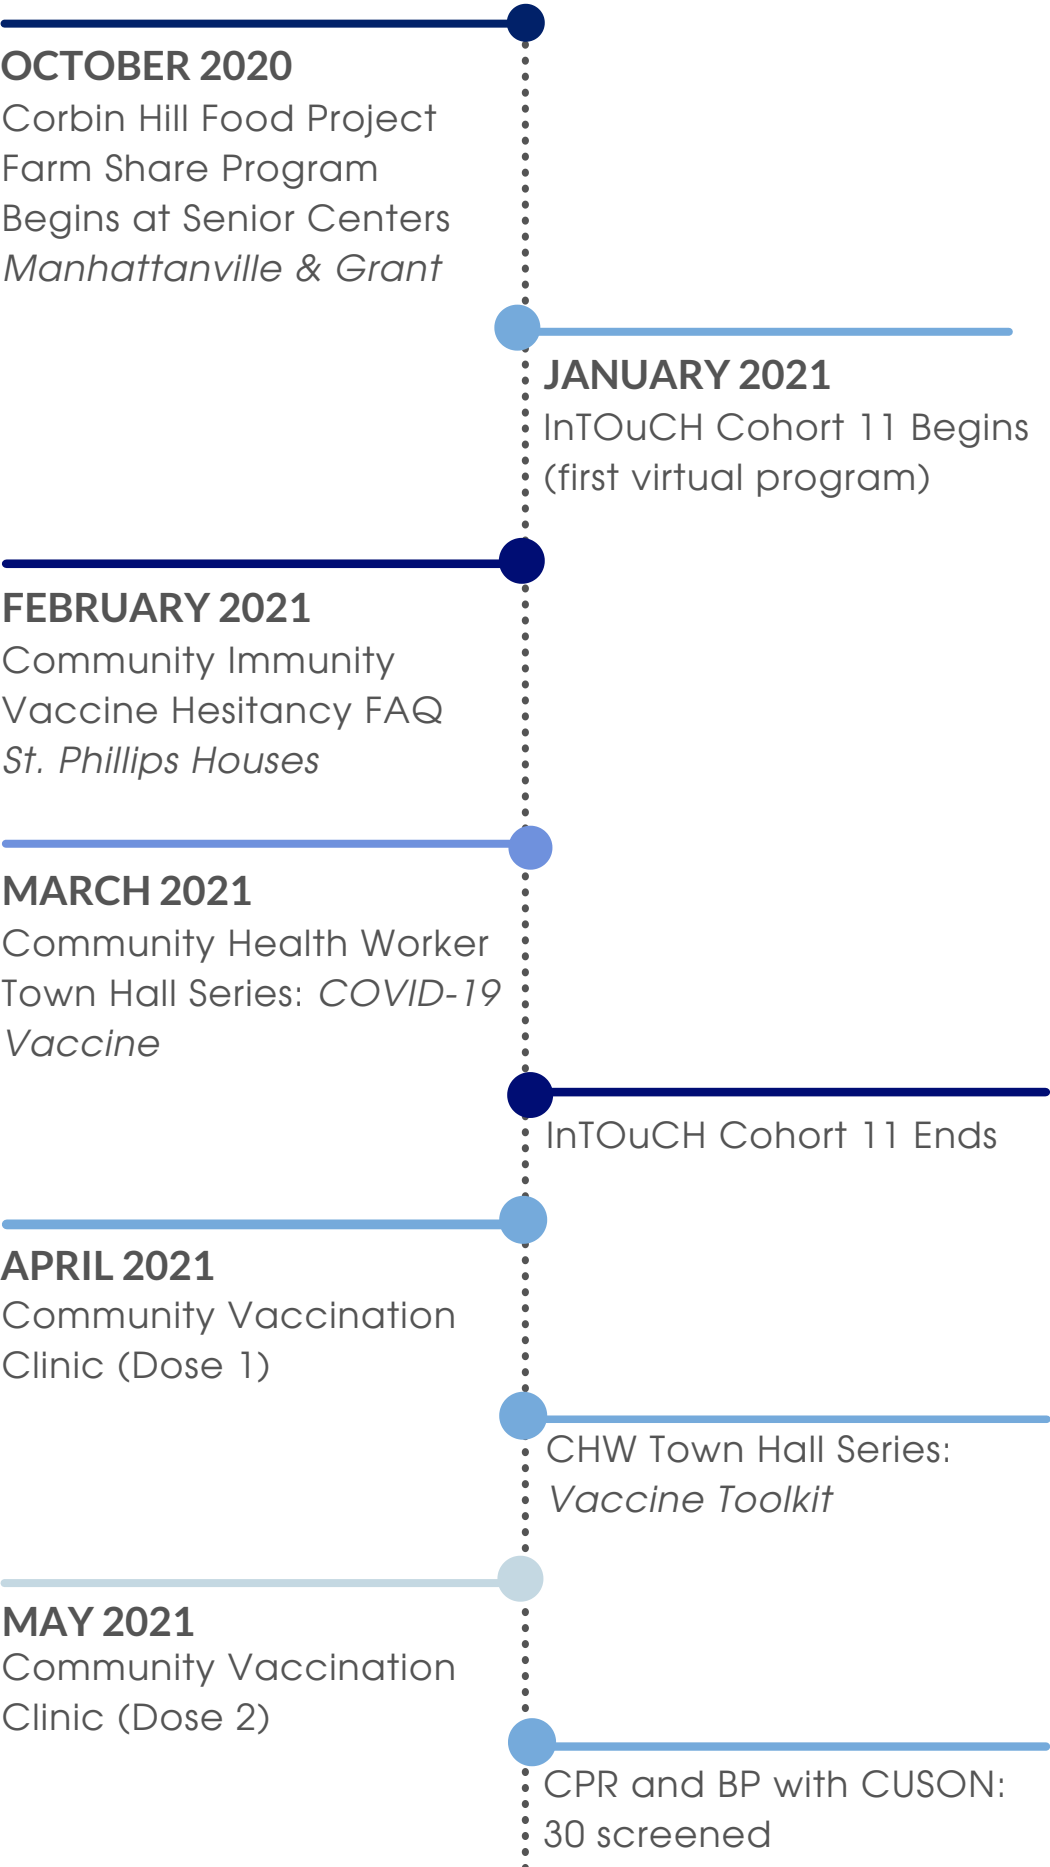 OCTOBER 2020
Corbin Hill Food Project
Farm Share Program
Begins at Senior Centers
Manhattanville & Grant
JANUARY 2021
InTOuCH Cohort 11 Begins
(first virtual program)
FEBRUARY 2021
Community Immunity
Vaccine Hesitancy FAQ
St. Phillips Houses
MARCH 2021
Community Health Worker
Town Hall Series: COVID-19
Vaccine
InTOuCH Cohort 11 Ends
APRIL 2021
Community Vaccination
Clinic (Dose 1)
CHW Town Hall Series:
Vaccine Toolkit
MAY 2021
Community Vaccination
Clinic (Dose 2)
CPR and BP with CUSON:
30 screened